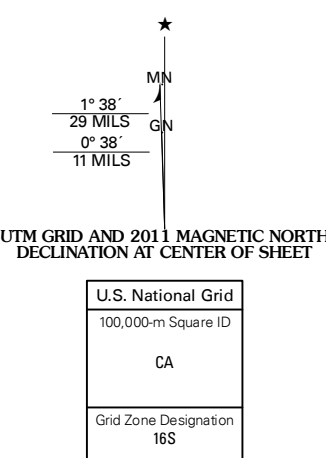 MN
1° 38´
29 MILS
GN
0° 38´
11 MILS
UTM GRID AND 2011 MAGNETIC NORTH
DECLINATION AT CENTER OF SHEET
U.S. National Grid
100,000-m Square ID
CA
Grid Zone Designation
16S